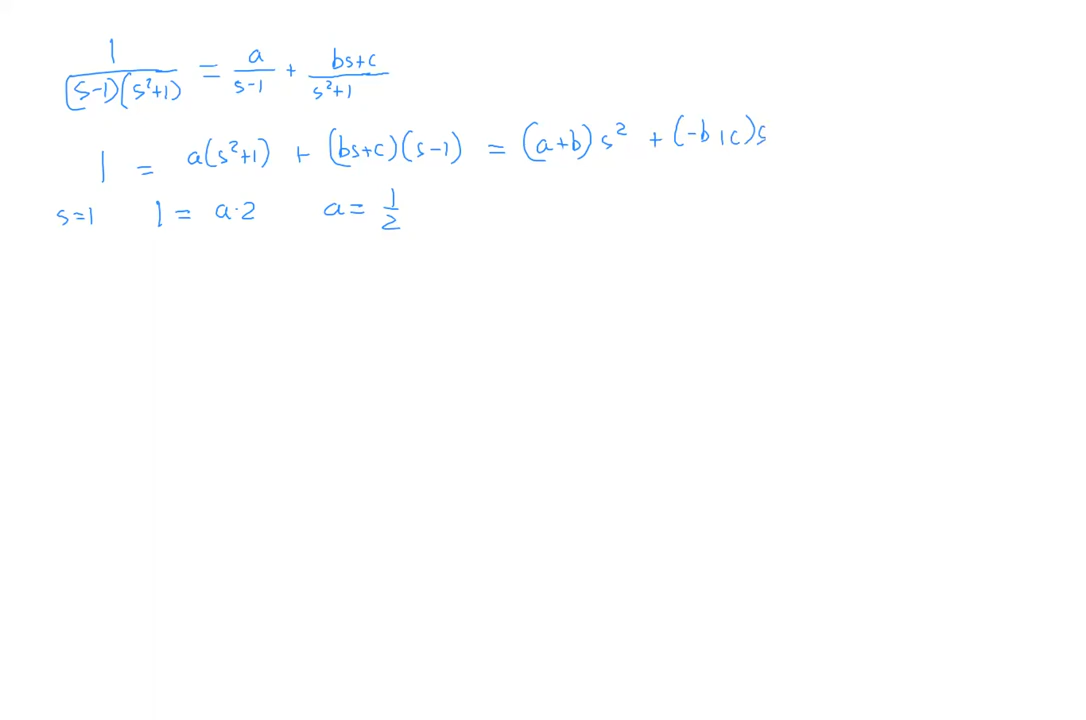 1/((s-1)(s²+1)) = a/(s-1) + (bs+c)/(s²+1)
1 = a(s²+1) + (bs+c)(s-1) = (a+b)s² + (-b+c)s
s=1 1 = a·2 a = 1/2